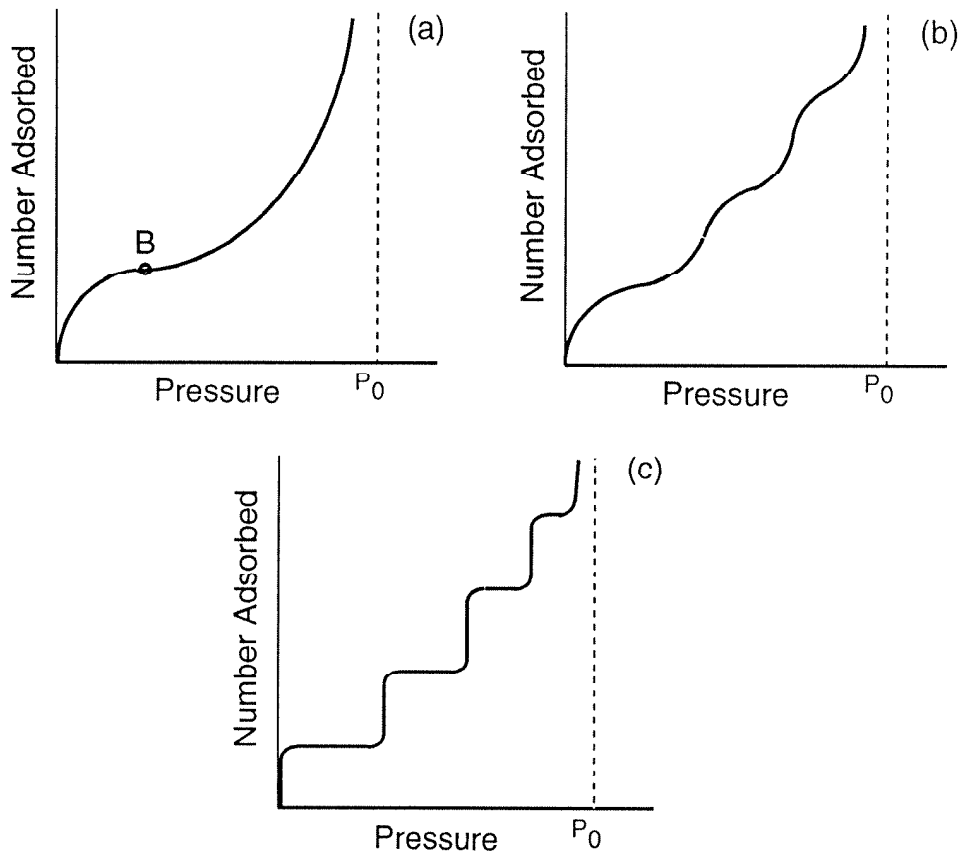 (a)
Number Adsorbed
B
Pressure
P0
(b)
Number Adsorbed
Pressure
P0
(c)
Number Adsorbed
Pressure
P0